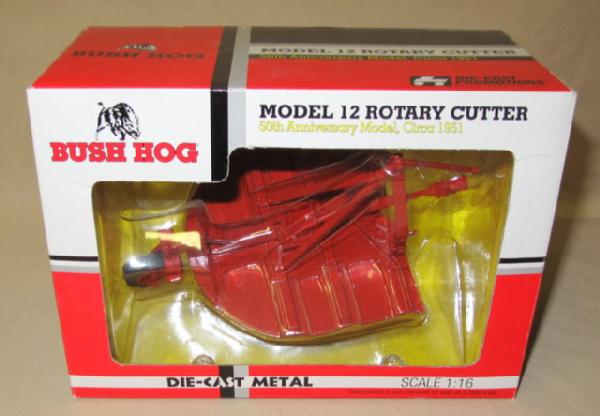 BUSH HOG
MODEL 12 ROTARY CUTTER
50th Anniversary Model, Circa 1951
DIE-CAST
PROMOTIONS
BUSH HOG
MODEL 12 ROTARY CUTTER
50th Anniversary Model, Circa 1951
DIE-CAST METAL
SCALE 1:16